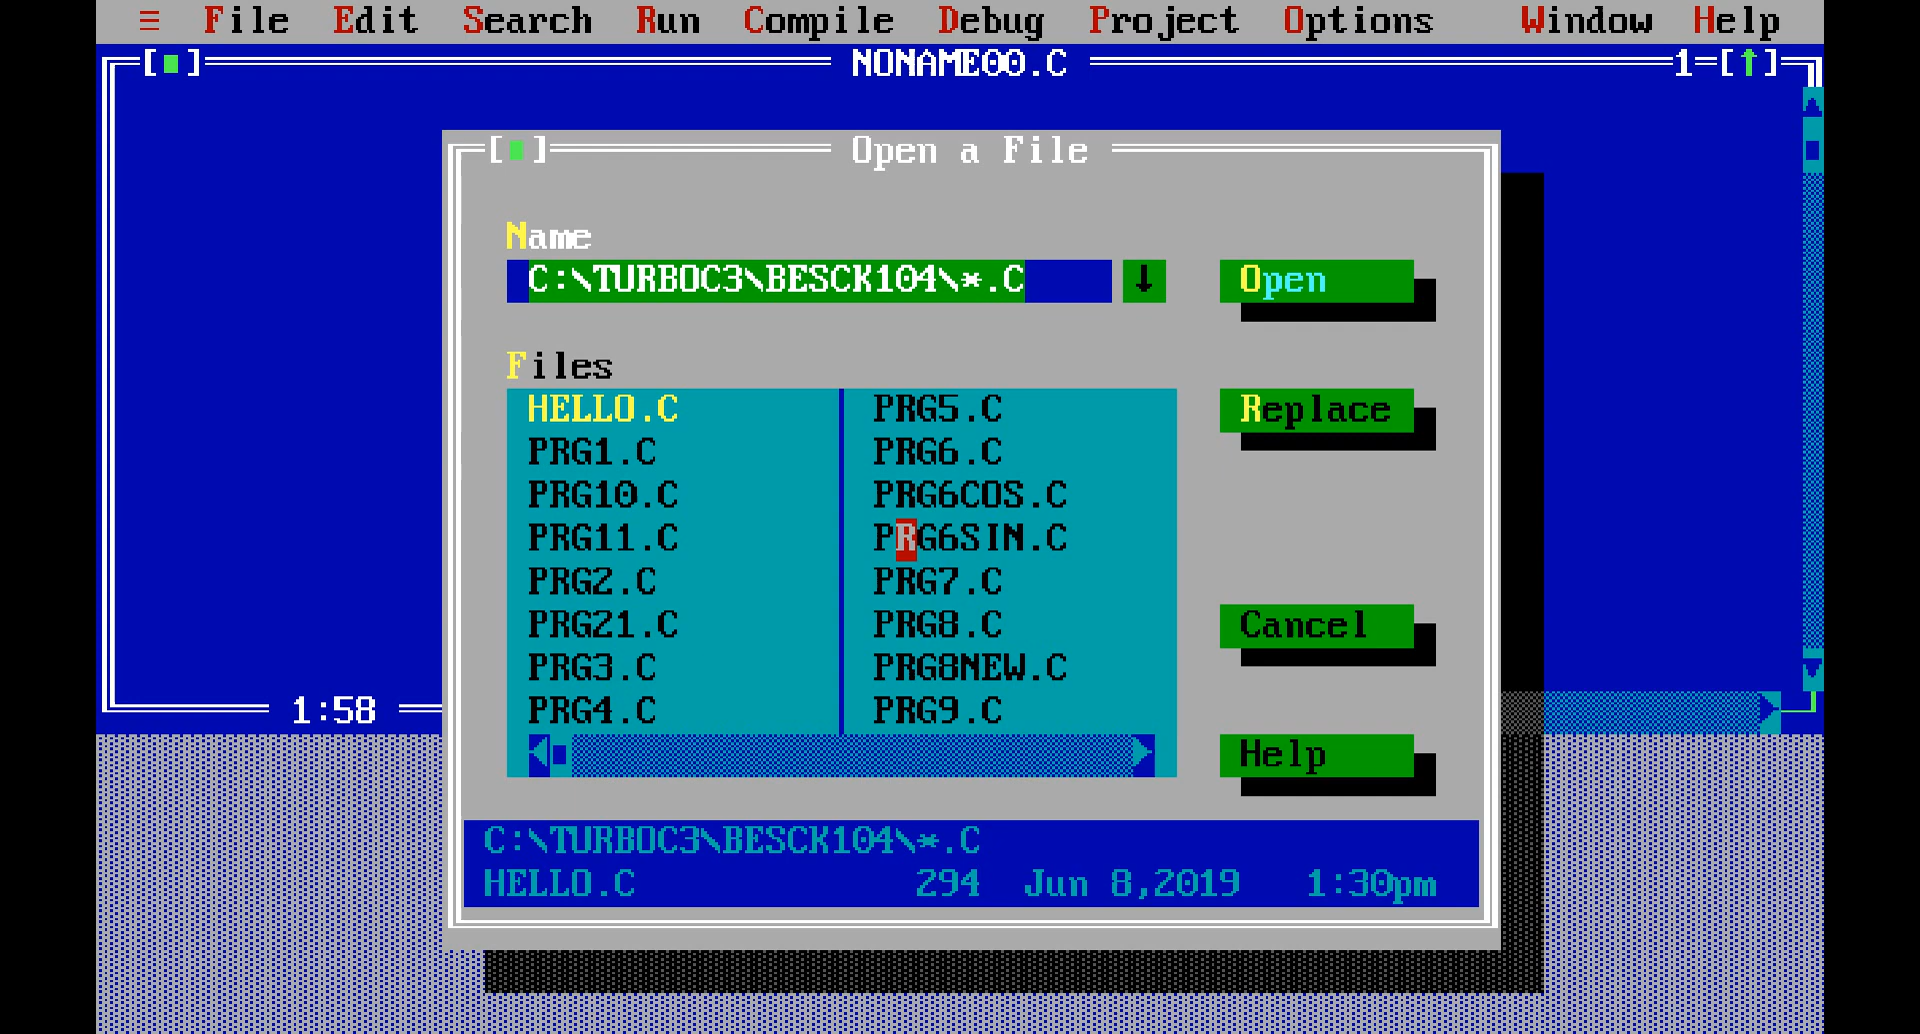 ≡ File Edit Search Run Compile Debug Project Options Window Help
[■] NONAME00.C 1=[↑]
[■] Open a File
Name
C:\TURBOC3\BESCK104\*.C ↓ Open
Files
HELLO.C PRG5.C Replace
PRG1.C PRG6.C
PRG10.C PRG6COS.C
PRG11.C PRG6SIN.C
PRG2.C PRG7.C
PRG21.C PRG8.C Cancel
PRG3.C PRG8NEW.C
PRG4.C PRG9.C
1:58
Help
C:\TURBOC3\BESCK104\*.C
HELLO.C 294 Jun 8,2019 1:30pm